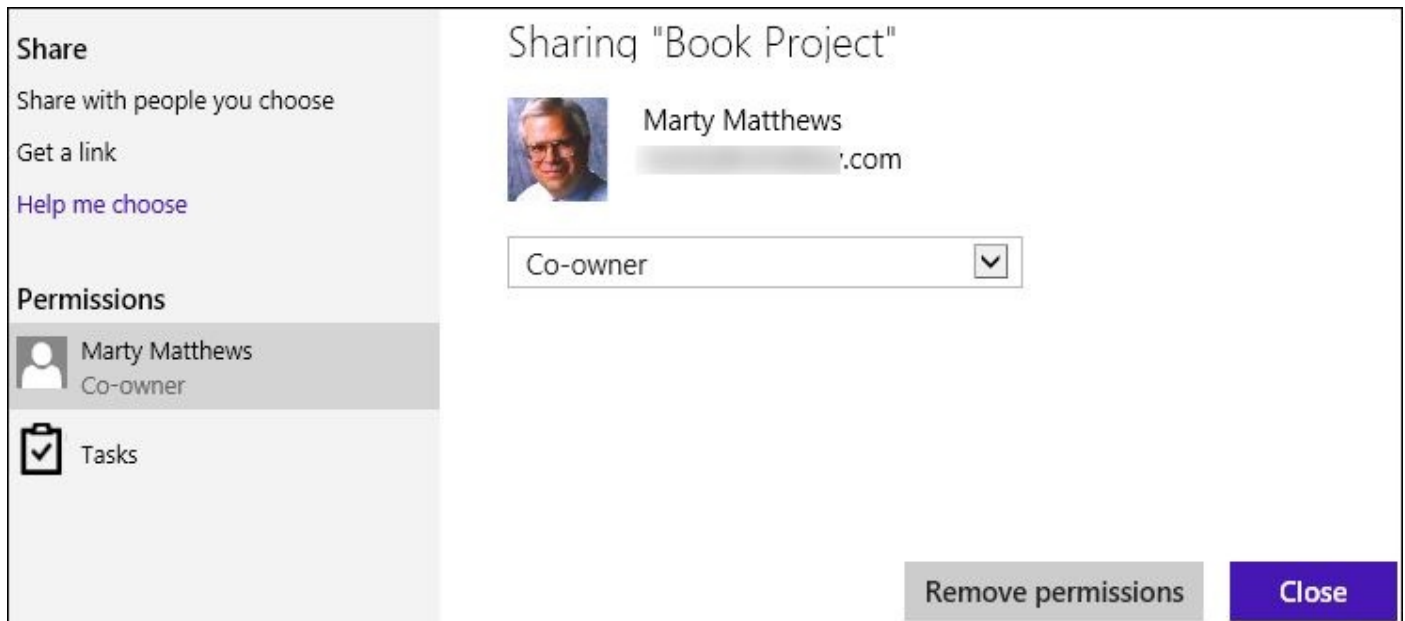 Share
Share with people you choose
Get a link
Help me choose
Permissions
Marty Matthews
Co-owner
Tasks
Sharing "Book Project"
Marty Matthews
.com
Co-owner
Remove permissions
Close